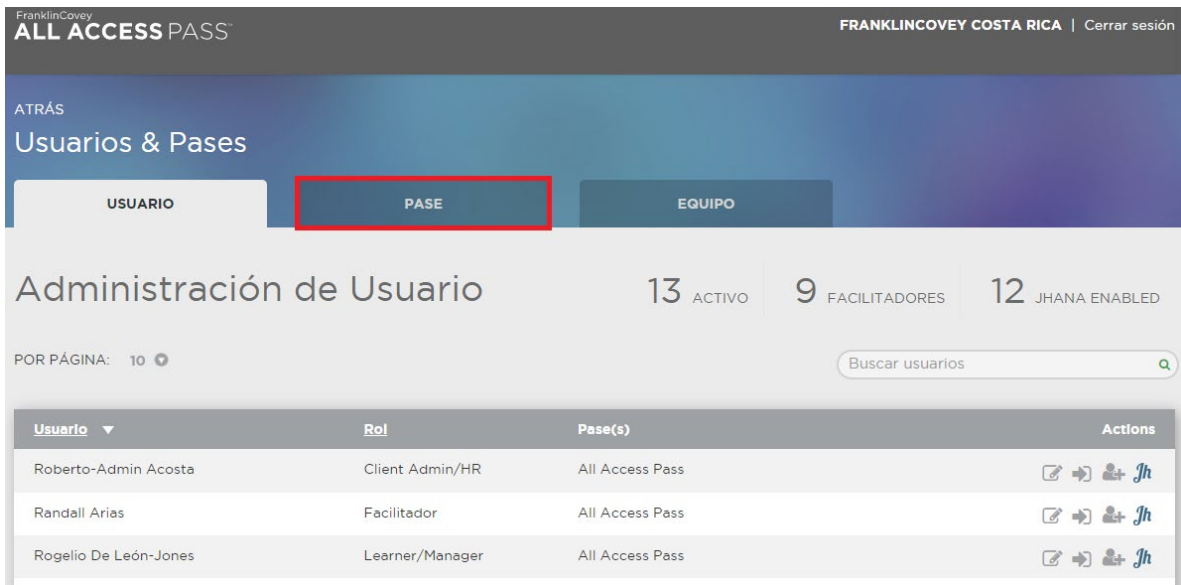 FranklinCovey
ALL ACCESS PASS™
FRANKLINCOVEY COSTA RICA | Cerrar sesión
ATRÁS
Usuarios & Pases
USUARIO PASE EQUIPO
Administración de Usuario 13 ACTIVO 9 FACILITADORES 12 JHANA ENABLED
POR PÁGINA: 10 Buscar usuarios
Usuario Rol Pase(s) Actions
Roberto-Admin Acosta Client Admin/HR All Access Pass Jh
Randall Arias Facilitador All Access Pass Jh
Rogelio De León-Jones Learner/Manager All Access Pass Jh